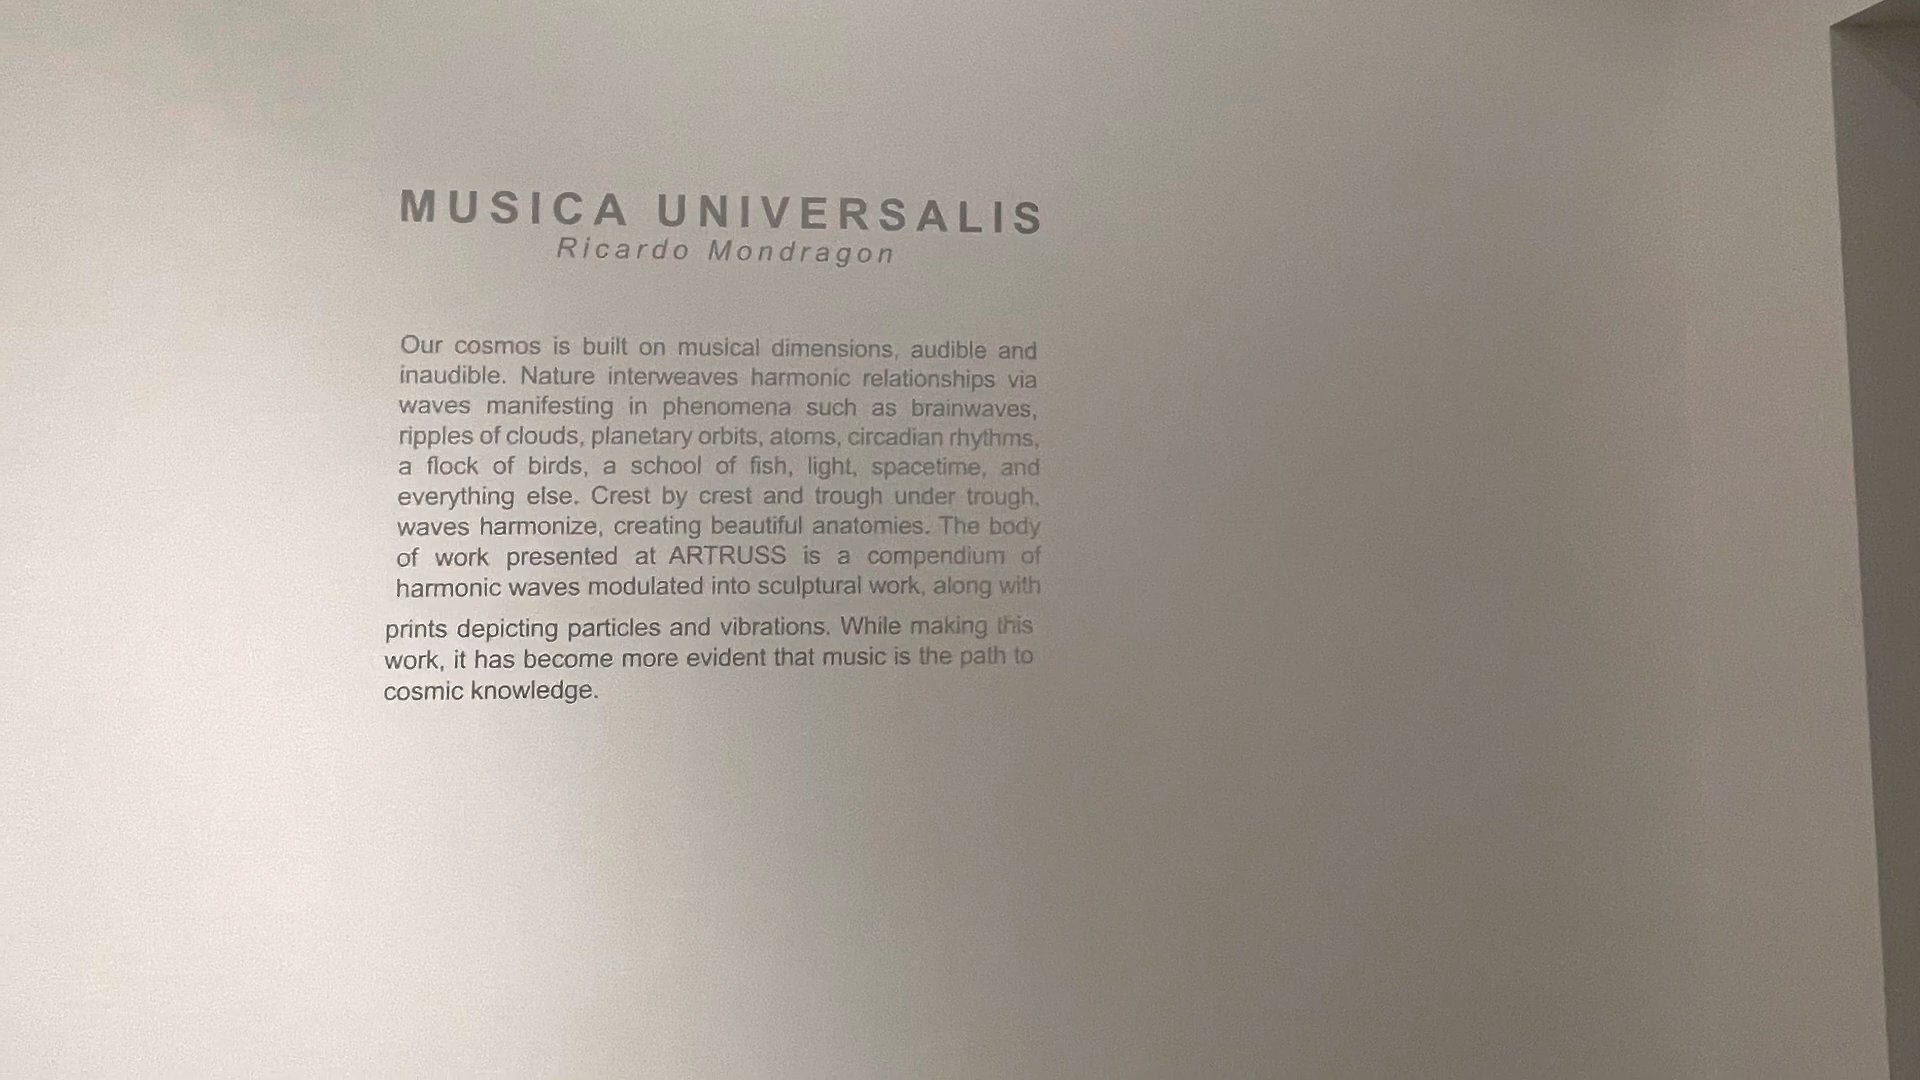 MUSICA UNIVERSALIS
Ricardo Mondragon
Our cosmos is built on musical dimensions, audible and
inaudible. Nature interweaves harmonic relationships via
waves manifesting in phenomena such as brainwaves,
ripples of clouds, planetary orbits, atoms, circadian rhythms,
a flock of birds, a school of fish, light, spacetime, and
everything else. Crest by crest and trough under trough,
waves harmonize, creating beautiful anatomies. The body
of work presented at ARTRUSS is a compendium of
harmonic waves modulated into sculptural work, along with
prints depicting particles and vibrations. While making this
work, it has become more evident that music is the path to
cosmic knowledge.